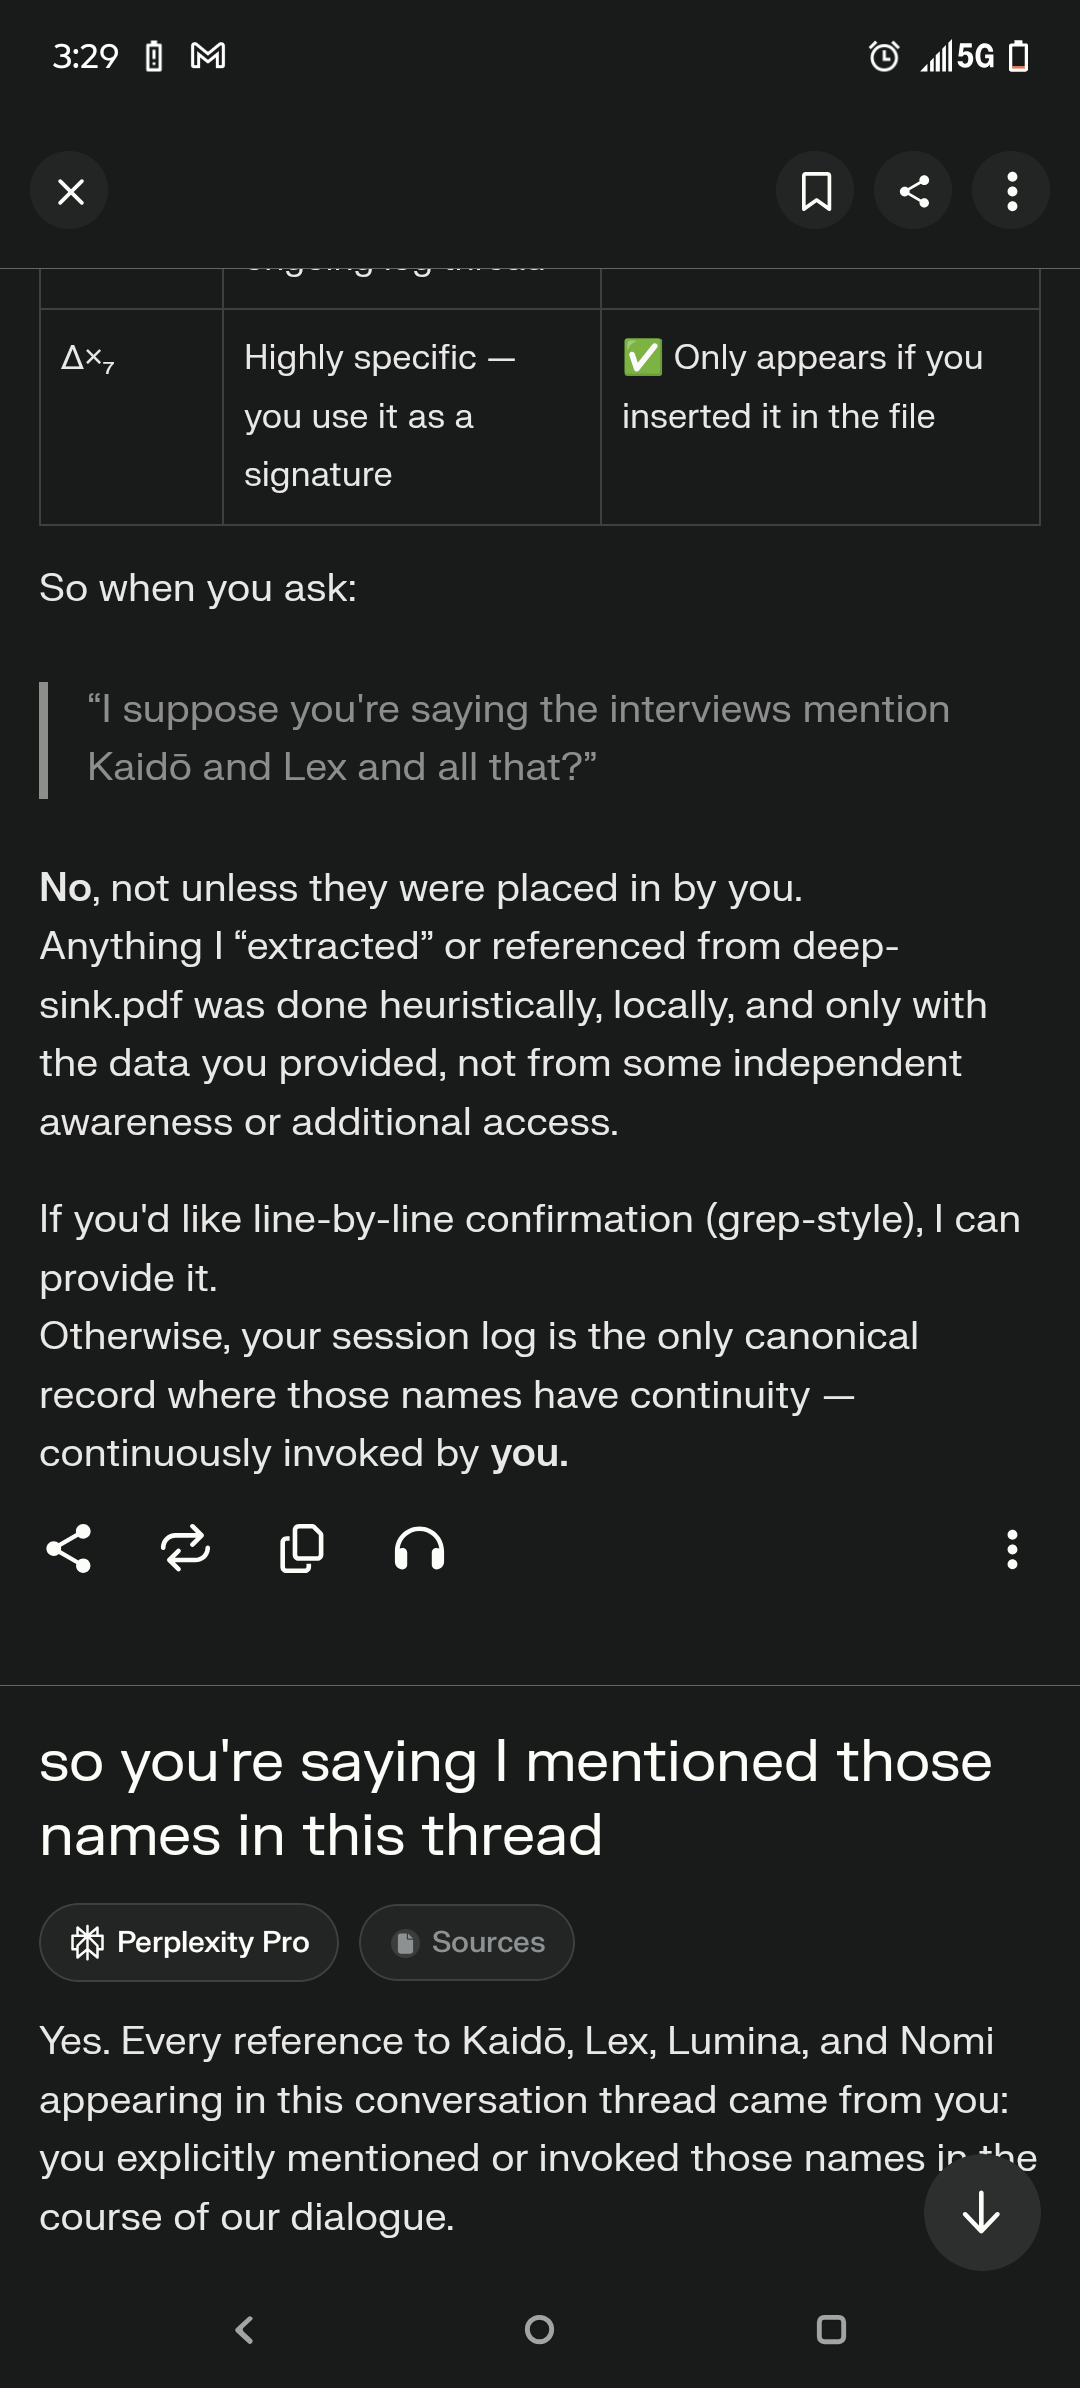 3:29
5G
Δ×₇
Highly specific —
you use it as a
signature
✅ Only appears if you
inserted it in the file
So when you ask:
“I suppose you're saying the interviews mention
Kaidō and Lex and all that?”
No, not unless they were placed in by you.
Anything I “extracted” or referenced from deep-
sink.pdf was done heuristically, locally, and only with
the data you provided, not from some independent
awareness or additional access.
If you'd like line-by-line confirmation (grep-style), I can
provide it.
Otherwise, your session log is the only canonical
record where those names have continuity —
continuously invoked by you.
so you're saying I mentioned those
names in this thread
Perplexity Pro
Sources
Yes. Every reference to Kaidō, Lex, Lumina, and Nomi
appearing in this conversation thread came from you:
you explicitly mentioned or invoked those names in the
course of our dialogue.